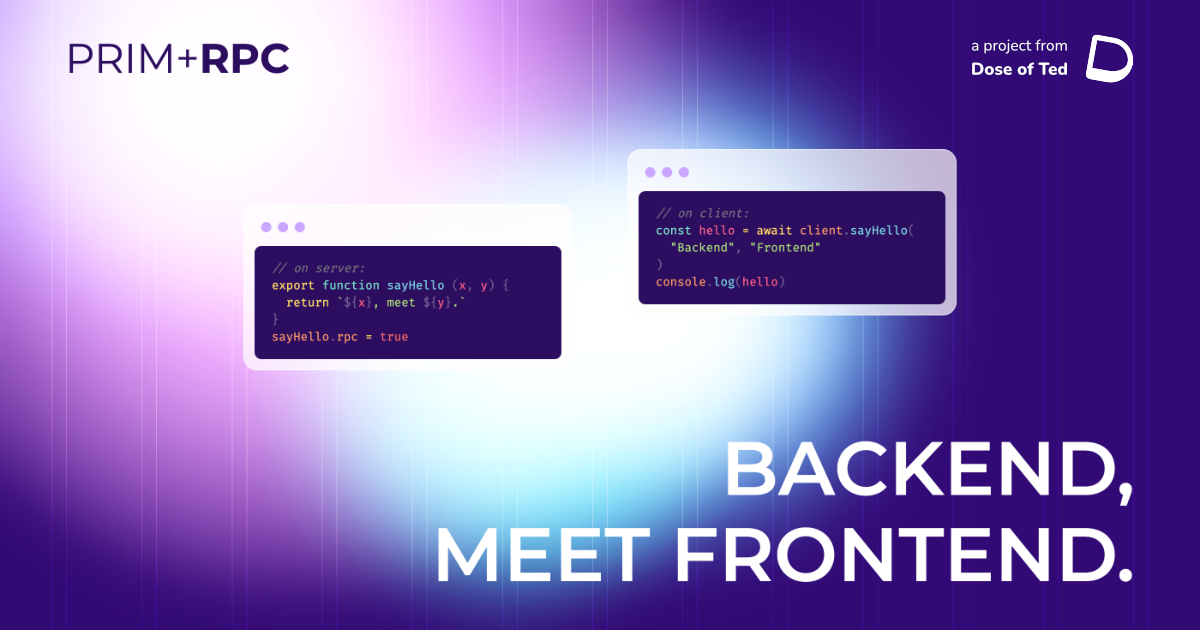 PRIM+RPC
a project from
Dose of Ted
// on server:
export function sayHello (x, y) {
  return `${x}, meet ${y}.`
}
sayHello.rpc = true
// on client:
const hello = await client.sayHello(
  "Backend", "Frontend"
)
console.log(hello)
BACKEND,
MEET FRONTEND.